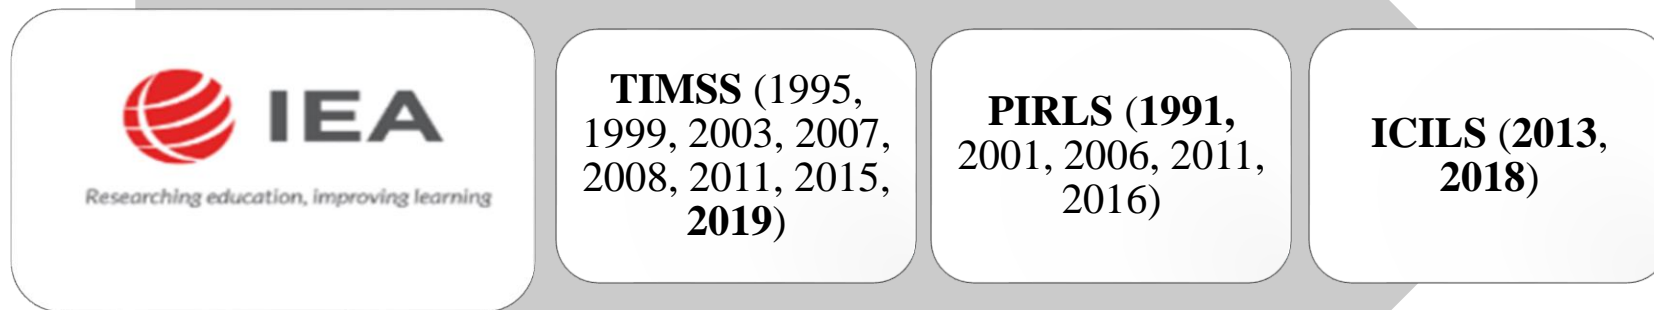 IEA
Researching education, improving learning
TIMSS (1995,
1999, 2003, 2007,
2008, 2011, 2015,
2019)
PIRLS (1991,
2001, 2006, 2011,
2016)
ICILS (2013,
2018)